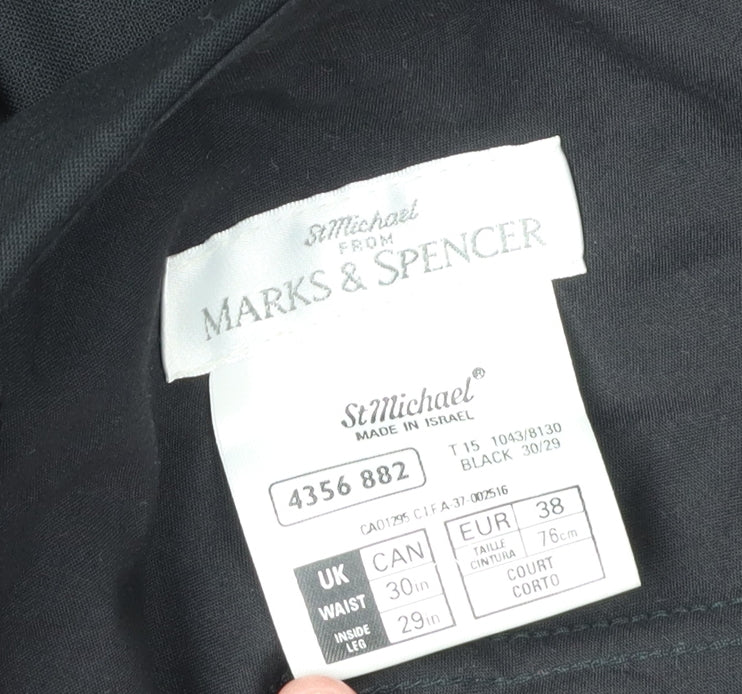 StMichael
FROM
MARKS & SPENCER
StMichael®
MADE IN ISRAEL
4356 882
T 15 1043/8130
BLACK 30/29
CA01295 C.I.F. A-37-002516
UK CAN
WAIST 30in
INSIDE LEG 29in
EUR 38
TAILLE CINTURA 76cm
COURT
CORTO